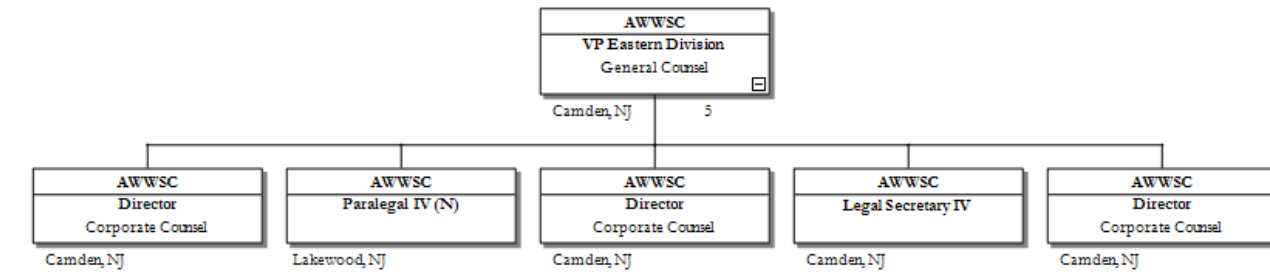 AWWSC
VP Eastern Division
General Counsel
Camden, NJ 5
AWWSC
Director
Corporate Counsel
Camden, NJ
AWWSC
Paralegal IV (N)
Lakewood, NJ
AWWSC
Director
Corporate Counsel
Camden, NJ
AWWSC
Legal Secretary IV
Camden, NJ
AWWSC
Director
Corporate Counsel
Camden, NJ